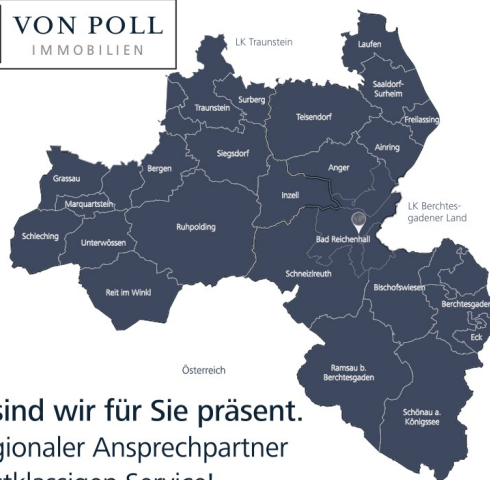 VON POLL
IMMOBILIEN
LK Traunstein
Laufen
Saaldorf-
Surheim
Surberg
Traunstein
Teisendorf
Freilassing
Ainring
Siegsdorf
Anger
Bergen
Grassau
Inzell
Marquartstein
LK Berchtes-
gadener Land
Ruhpolding
Schleching
Unterwössen
Bad Reichenhall
Schneizlreuth
Bischofswiesen
Reit im Winkl
Berchtesgaden
Eck
Österreich
Ramsau b.
Berchtesgaden
Schönau a.
Königssee
sind wir für Sie präsent.
gionaler Ansprechpartner
Service!